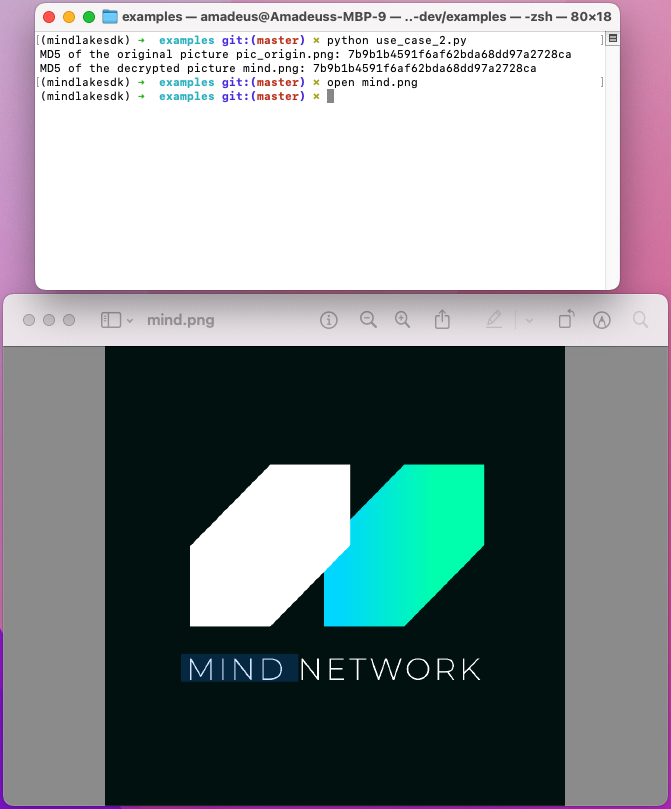 examples — amadeus@Amadeuss-MBP-9 — ..-dev/examples — -zsh — 80×18
(mindlakesdk) ➜ examples git:(master) × python use_case_2.py
MD5 of the original picture pic_origin.png: 7b9b1b4591f6af62bda68dd97a2728ca
MD5 of the decrypted picture mind.png: 7b9b1b4591f6af62bda68dd97a2728ca
(mindlakesdk) ➜ examples git:(master) × open mind.png
(mindlakesdk) ➜ examples git:(master) ×
mind.png
MIND NETWORK